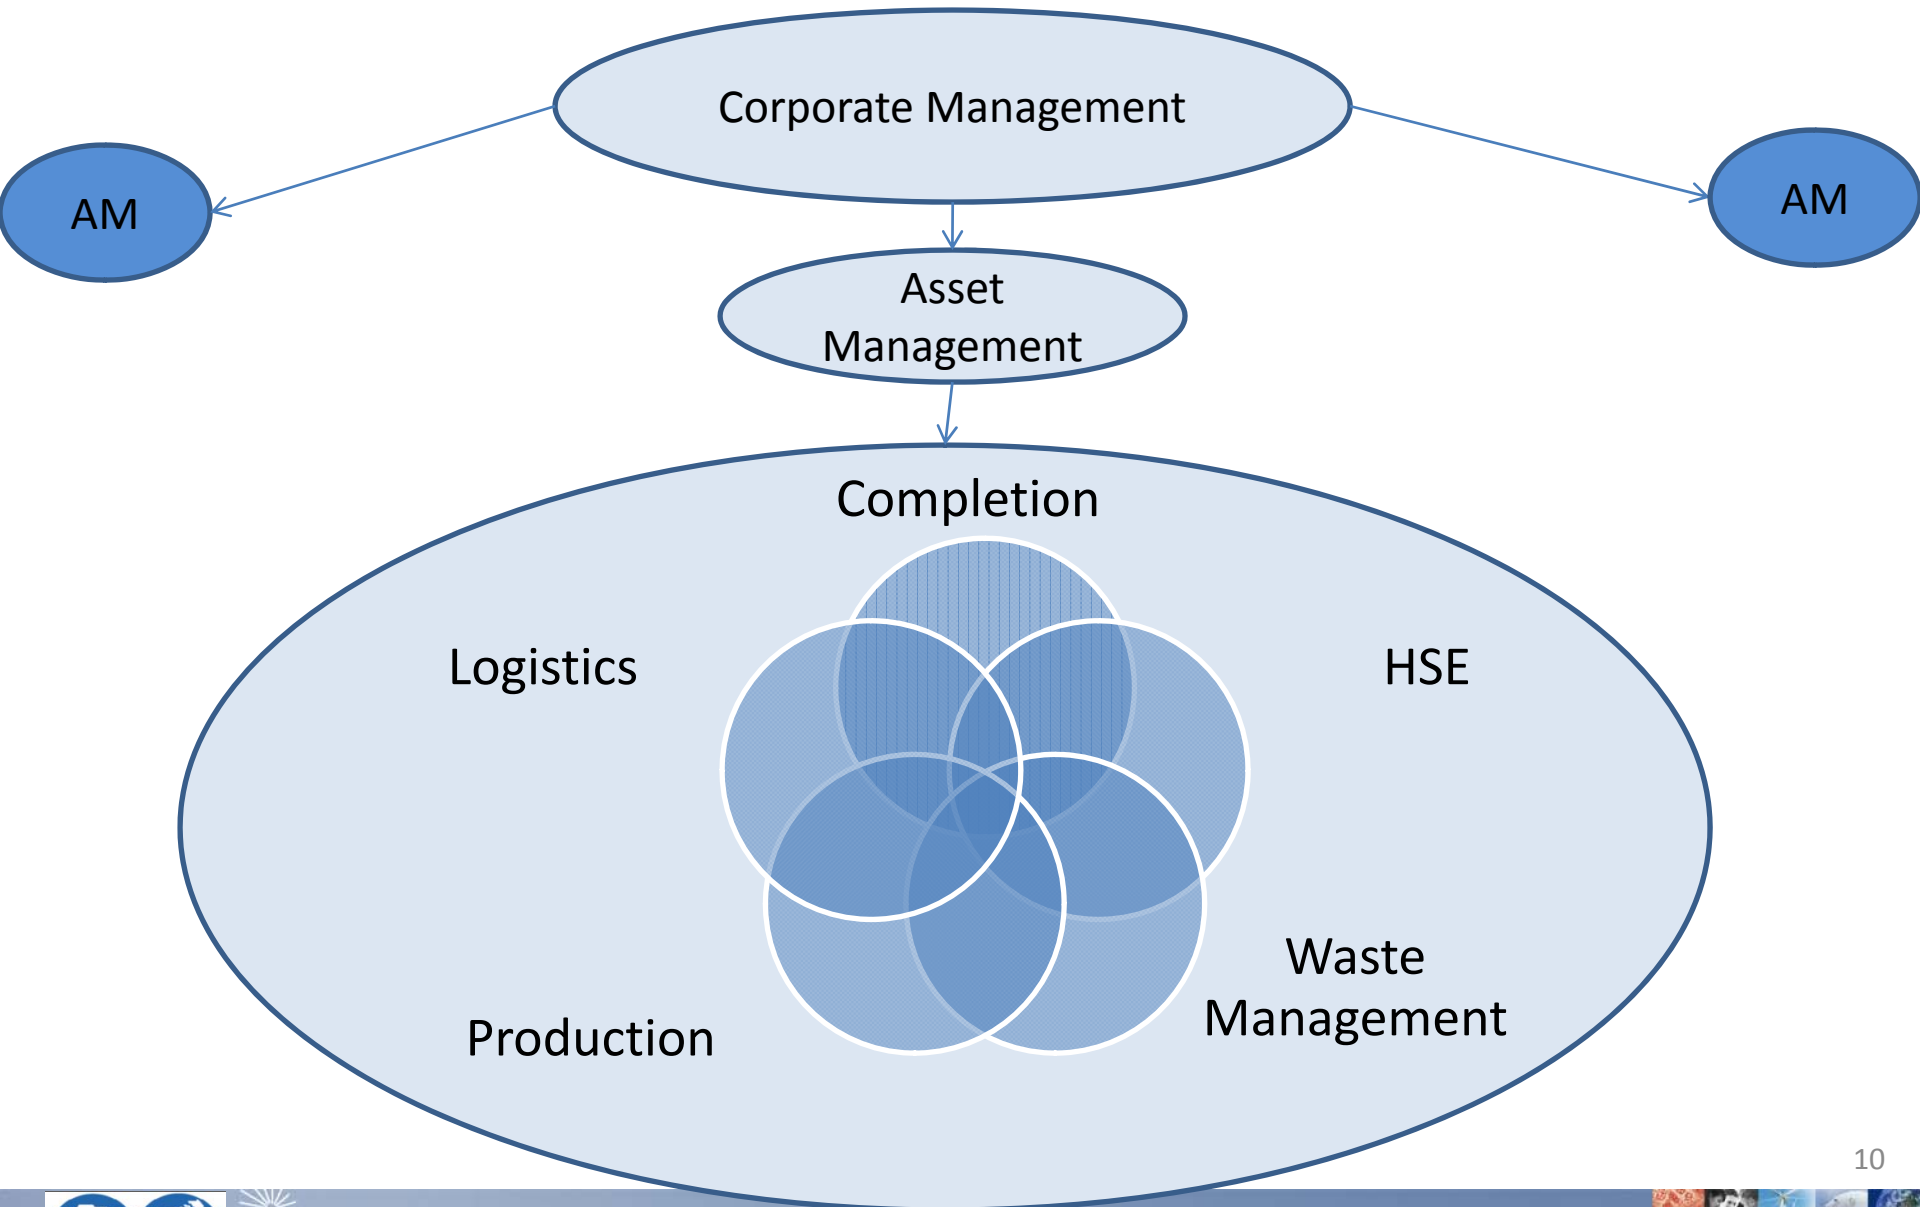 Corporate Management
AM
AM
Asset
Management
Completion
Logistics
HSE
Waste
Management
Production
10